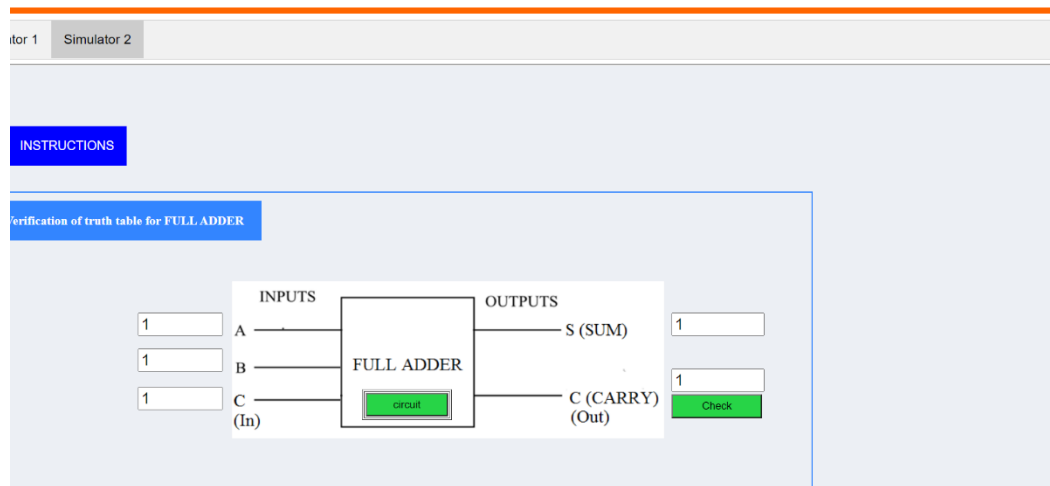 tor 1 Simulator 2
INSTRUCTIONS
Verification of truth table for FULL ADDER
INPUTS OUTPUTS
1 A S (SUM) 1
1 B FULL ADDER
1 C circuit C (CARRY) 1
(In) (Out) Check